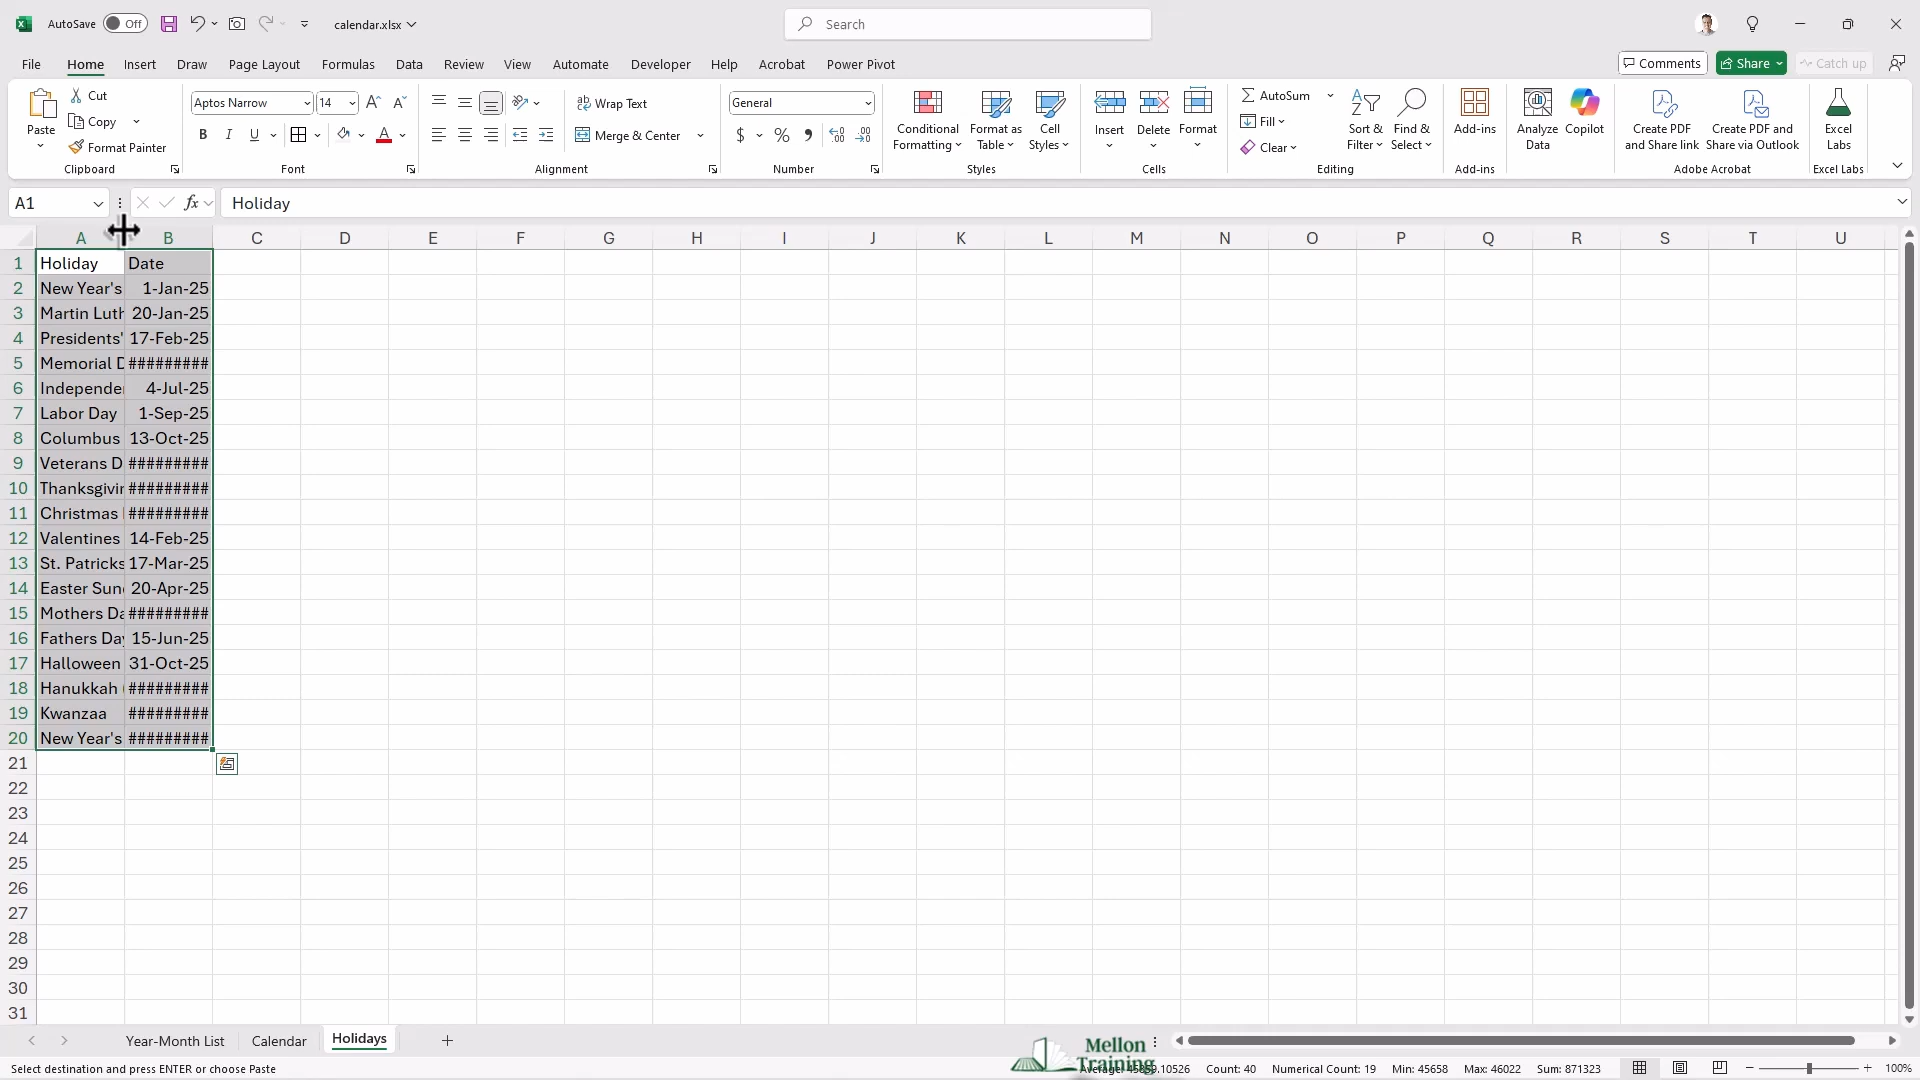 AutoSave Off calendar.xlsx Search
File Home Insert Draw Page Layout Formulas Data Review View Automate Developer Help Acrobat Power Pivot Comments Share Catch up
Paste Cut Copy Format Painter Clipboard
Aptos Narrow 14 B I U Font
Wrap Text Merge & Center Alignment
General $ % Number
Conditional Formatting Format as Table Cell Styles Styles
Insert Delete Format Cells
AutoSum Fill Clear Sort & Filter Find & Select Editing
Add-ins Add-ins
Analyze Data Copilot
Create PDF and Share link Create PDF and Share via Outlook Adobe Acrobat
Excel Labs Excel Labs
A1 fx Holiday
A B C D E F G H I J K L M N O P Q R S T U
1 Holiday Date
2 New Year's 1-Jan-25
3 Martin Luth 20-Jan-25
4 Presidents' 17-Feb-25
5 Memorial D #########
6 Independe 4-Jul-25
7 Labor Day 1-Sep-25
8 Columbus 13-Oct-25
9 Veterans D #########
10 Thanksgivin #########
11 Christmas #########
12 Valentines 14-Feb-25
13 St. Patricks 17-Mar-25
14 Easter Sun 20-Apr-25
15 Mothers Da #########
16 Fathers Day 15-Jun-25
17 Halloween 31-Oct-25
18 Hanukkah ( #########
19 Kwanzaa #########
20 New Year's #########
21
22
23
24
25
26
27
28
29
30
31
Year-Month List Calendar Holidays
Mellon
Training
Select destination and press ENTER or choose Paste Count: 40 Numerical Count: 19 Min: 45658 Max: 46022 Sum: 871323 100%